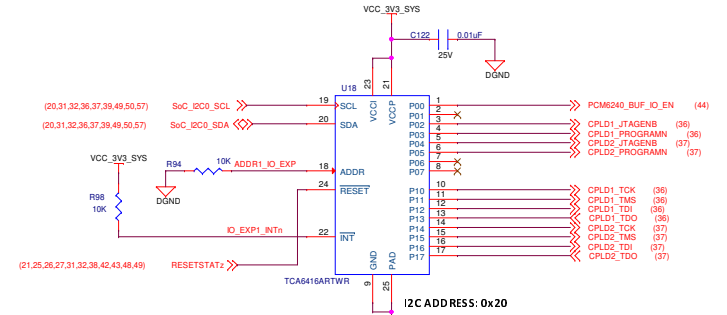 VCC_3V3_SYS
C122 0.01uF
25V
DGND
U18
23 21
VCCI VCCP
(20,31,32,36,37,39,49,50,57) SoC_I2C0_SCL 19 SCL
(20,31,32,36,37,39,49,50,57) SoC_I2C0_SDA 20 SDA
VCC_3V3_SYS
R94 10K ADDR1_IO_EXP 18 ADDR
DGND
24 RESET
R98
10K
IO_EXP1_INTn 22 INT
(21,25,26,27,31,32,38,42,43,48,49) RESETSTATz
P00 1 PCM6240_BUF_IO_EN (44)
P01 2
P02 3 CPLD1_JTAGENB (36)
P03 4 CPLD1_PROGRAMN (36)
P04 5 CPLD2_JTAGENB (37)
P05 6 CPLD2_PROGRAMN (37)
P06 7
P07 8
P10 10 CPLD1_TCK (36)
P11 11 CPLD1_TMS (36)
P12 12 CPLD1_TDI (36)
P13 13 CPLD1_TDO (36)
P14 14 CPLD2_TCK (37)
P15 15 CPLD2_TMS (37)
P16 16 CPLD2_TDI (37)
P17 17 CPLD2_TDO (37)
GND PAD
TCA6416ARTWR
9 25
I2C ADDRESS: 0x20